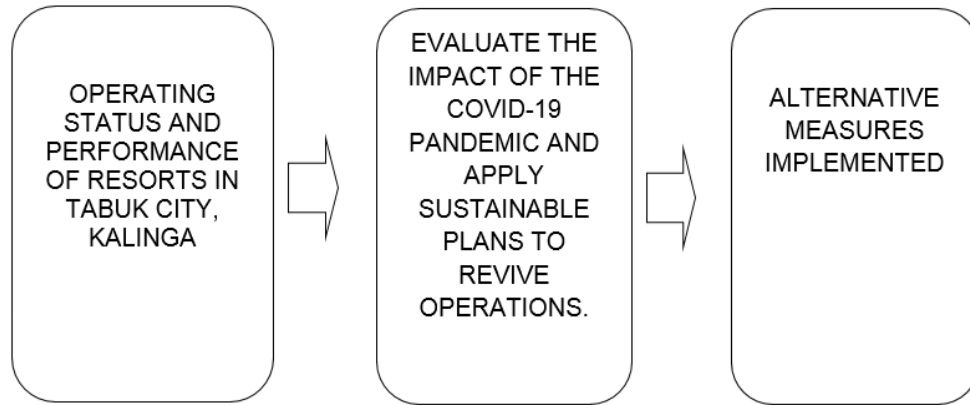 OPERATING
STATUS AND
PERFORMANCE
OF RESORTS IN
TABUK CITY,
KALINGA
EVALUATE THE
IMPACT OF THE
COVID-19
PANDEMIC AND
APPLY
SUSTAINABLE
PLANS TO
REVIVE
OPERATIONS.
ALTERNATIVE
MEASURES
IMPLEMENTED